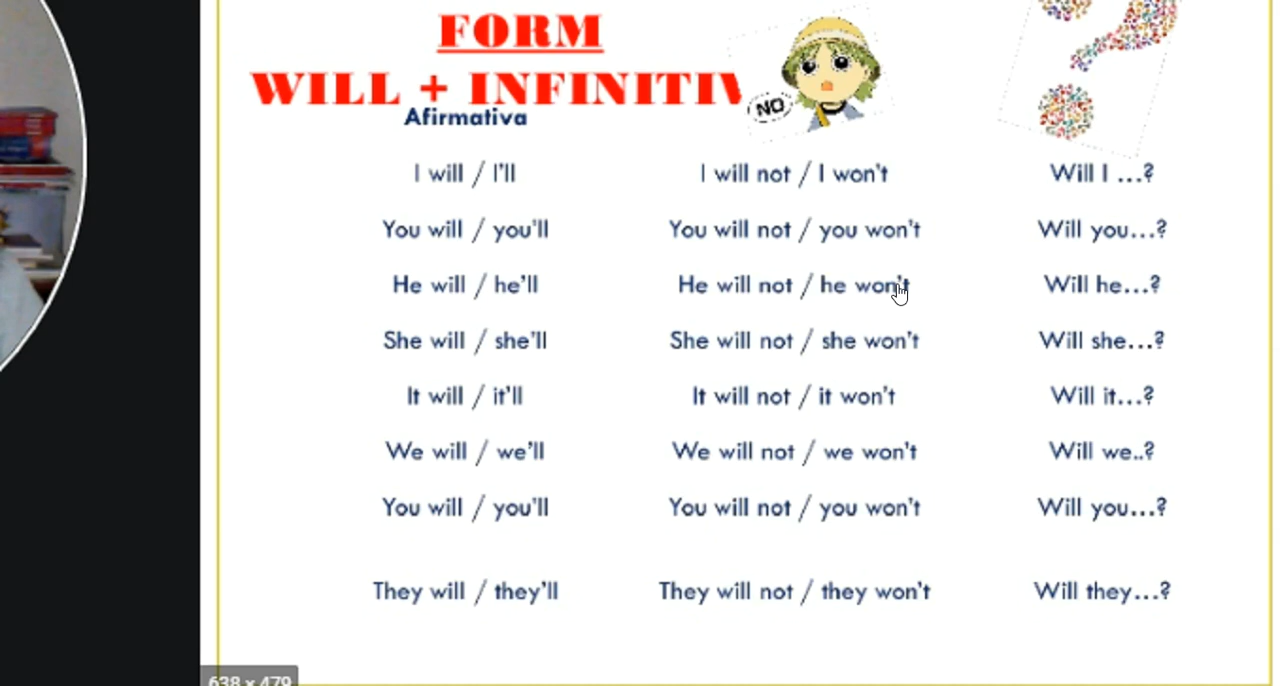 FORM
WILL + INFINITIV
NO
Afirmativa
I will / I'll I will not / I won't Will I ...?
You will / you'll You will not / you won't Will you...?
He will / he'll He will not / he won't Will he...?
She will / she'll She will not / she won't Will she...?
It will / it'll It will not / it won't Will it...?
We will / we'll We will not / we won't Will we..?
You will / you'll You will not / you won't Will you...?
They will / they'll They will not / they won't Will they...?
638 × 479